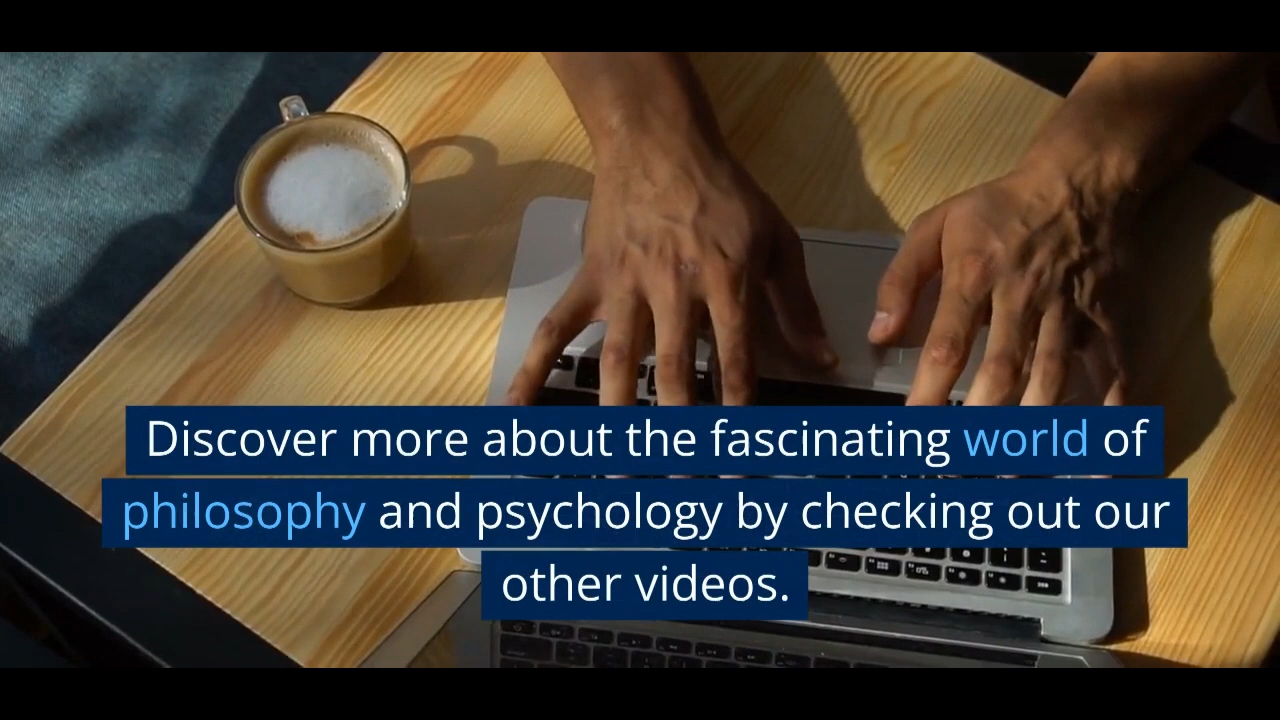 Discover more about the fascinating world of
philosophy and psychology by checking out our
other videos.